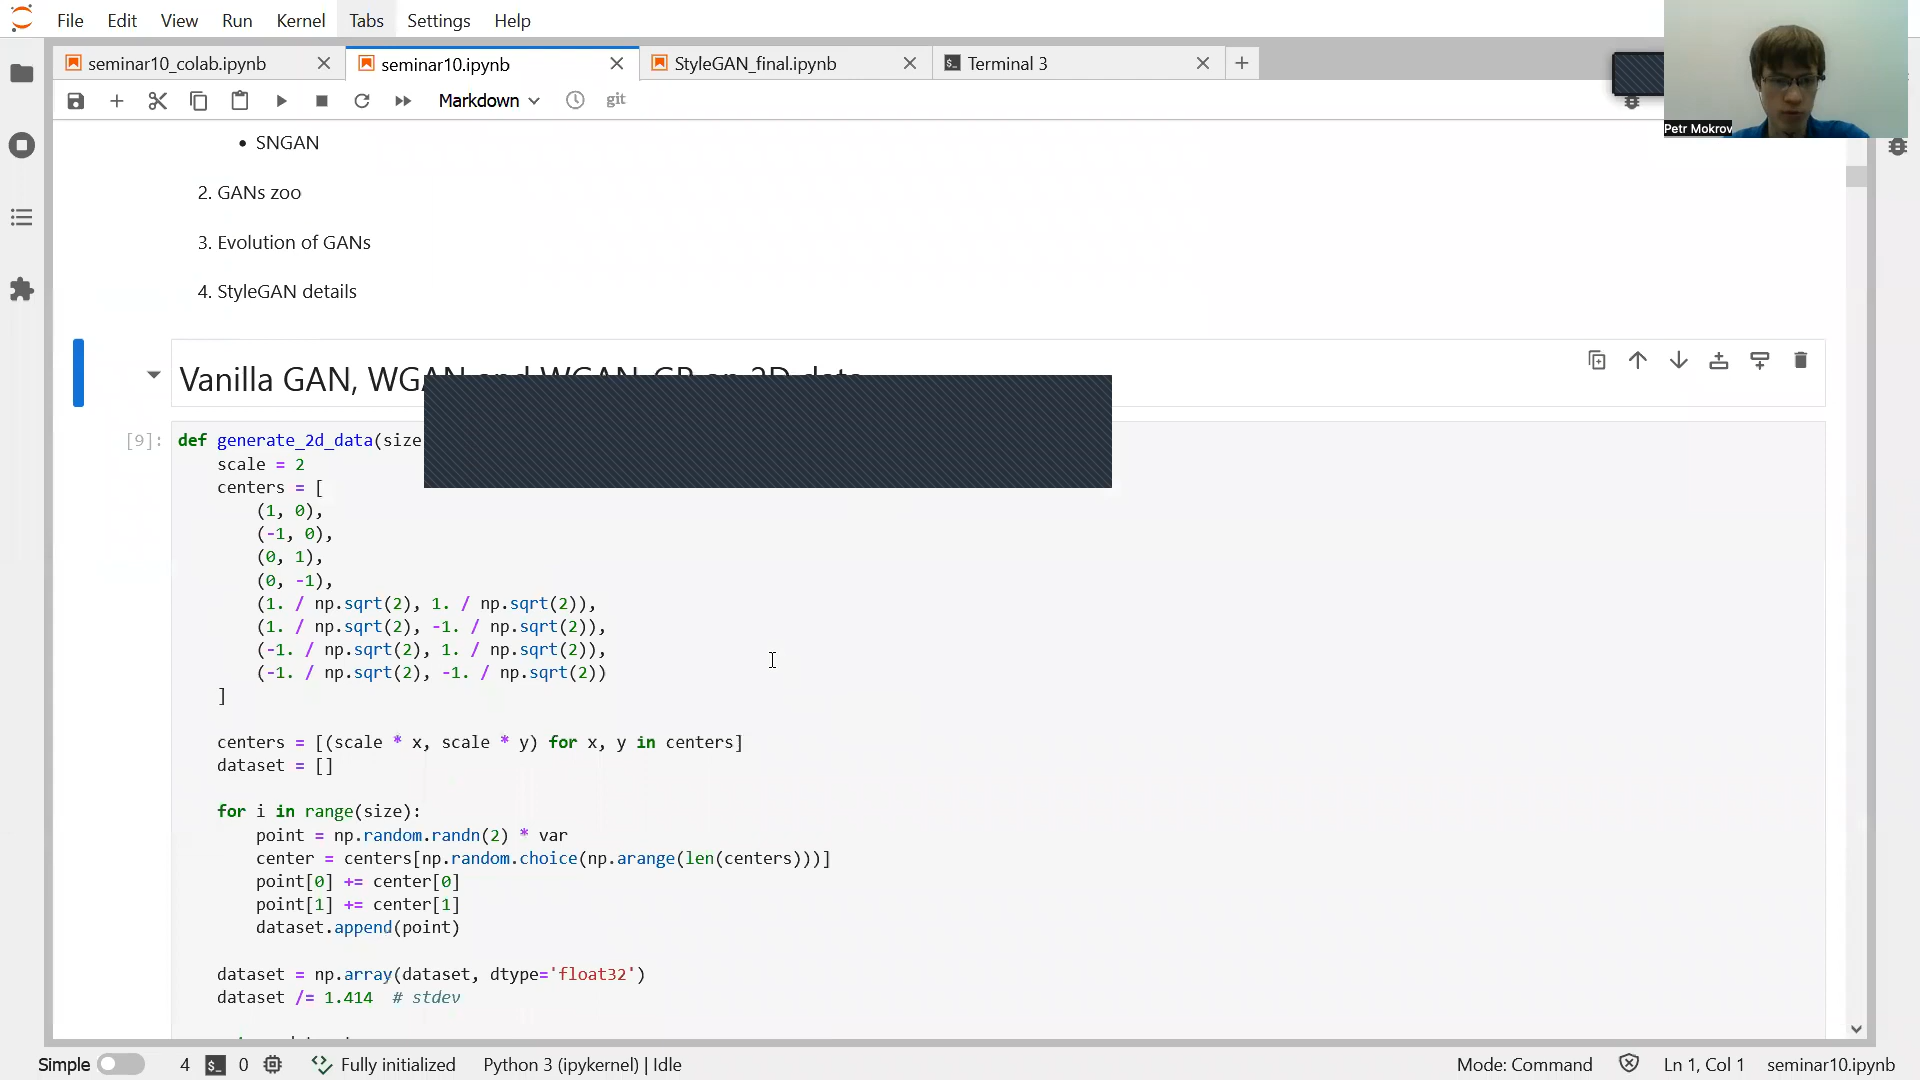 File Edit View Run Kernel Tabs Settings Help
seminar10_colab.ipynb seminar10.ipynb StyleGAN_final.ipynb Terminal 3
Markdown git
Petr Mokrov
• SNGAN
2. GANs zoo
3. Evolution of GANs
4. StyleGAN details
Vanilla GAN, WGAN and WGAN-GP on 2D data
[9]: def generate_2d_data(size
scale = 2
centers = [
(1, 0),
(-1, 0),
(0, 1),
(0, -1),
(1. / np.sqrt(2), 1. / np.sqrt(2)),
(1. / np.sqrt(2), -1. / np.sqrt(2)),
(-1. / np.sqrt(2), 1. / np.sqrt(2)),
(-1. / np.sqrt(2), -1. / np.sqrt(2))
]
centers = [(scale * x, scale * y) for x, y in centers]
dataset = []
for i in range(size):
point = np.random.randn(2) * var
center = centers[np.random.choice(np.arange(len(centers)))]
point[0] += center[0]
point[1] += center[1]
dataset.append(point)
dataset = np.array(dataset, dtype='float32')
dataset /= 1.414 # stdev
Simple 4 0 Fully initialized Python 3 (ipykernel) | Idle Mode: Command Ln 1, Col 1 seminar10.ipynb